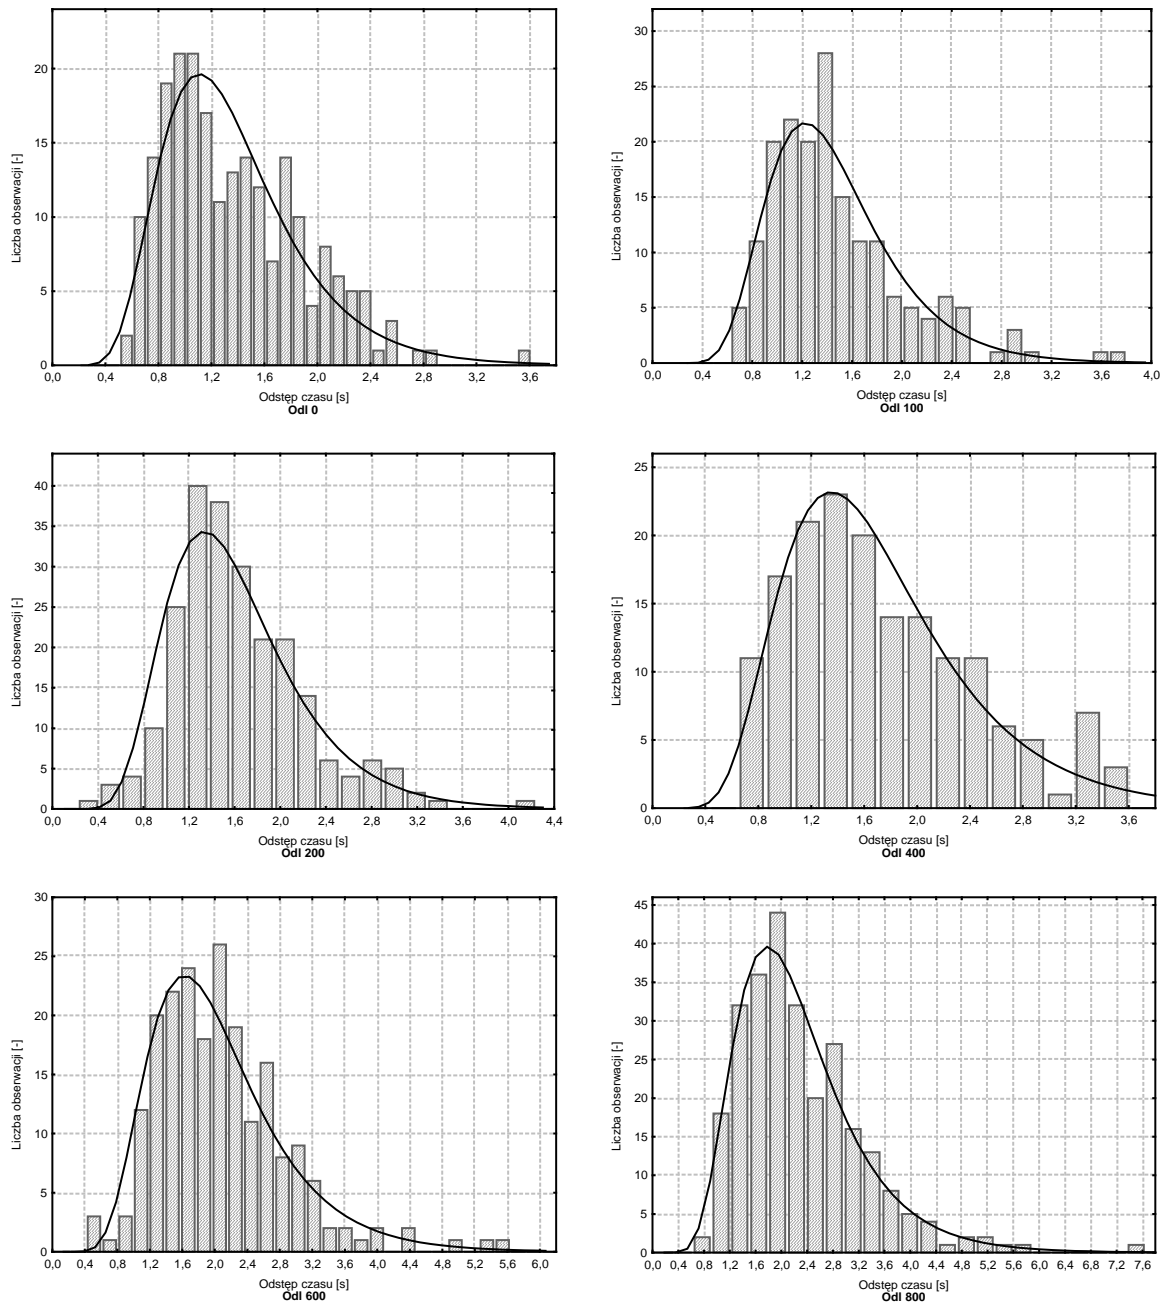 Liczba obserwacji [-]
20
15
10
5
0
0,0 0,4 0,8 1,2 1,6 2,0 2,4 2,8 3,2 3,6
Odstęp czasu [s]
Odl 0
Liczba obserwacji [-]
30
25
20
15
10
5
0
0,0 0,4 0,8 1,2 1,6 2,0 2,4 2,8 3,2 3,6 4,0
Odstęp czasu [s]
Odl 100
Liczba obserwacji [-]
40
35
30
25
20
15
10
5
0
0,0 0,4 0,8 1,2 1,6 2,0 2,4 2,8 3,2 3,6 4,0 4,4
Odstęp czasu [s]
Odl 200
Liczba obserwacji [-]
25
20
15
10
5
0
0,0 0,4 0,8 1,2 1,6 2,0 2,4 2,8 3,2 3,6
Odstęp czasu [s]
Odl 400
Liczba obserwacji [-]
30
25
20
15
10
5
0
0,0 0,4 0,8 1,2 1,6 2,0 2,4 2,8 3,2 3,6 4,0 4,4 4,8 5,2 5,6 6,0
Odstęp czasu [s]
Odl 600
Liczba obserwacji [-]
45
40
35
30
25
20
15
10
5
0
0,0 0,4 0,8 1,2 1,6 2,0 2,4 2,8 3,2 3,6 4,0 4,4 4,8 5,2 5,6 6,0 6,4 6,8 7,2 7,6
Odstęp czasu [s]
Odl 800